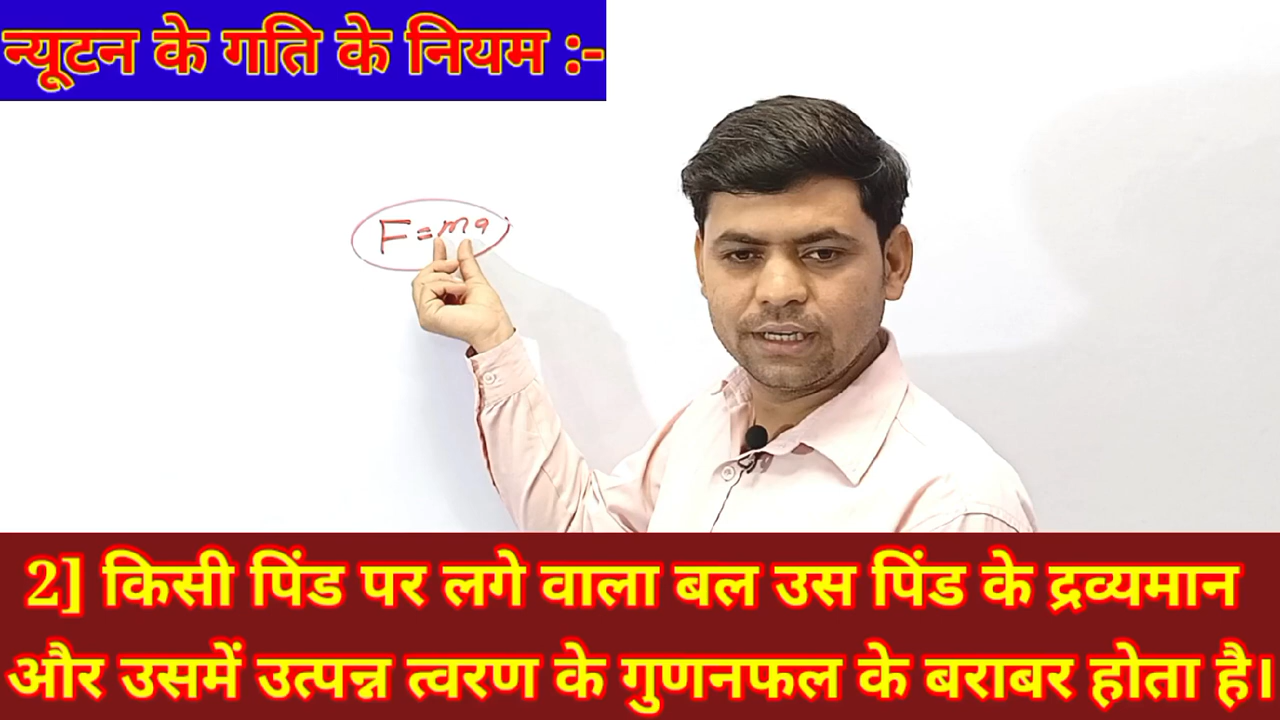 न्यूटन के गति के नियम :-
F=ma
2] किसी पिंड पर लगे वाला बल उस पिंड के द्रव्यमान
और उसमें उत्पन्न त्वरण के गुणनफल के बराबर होता है।